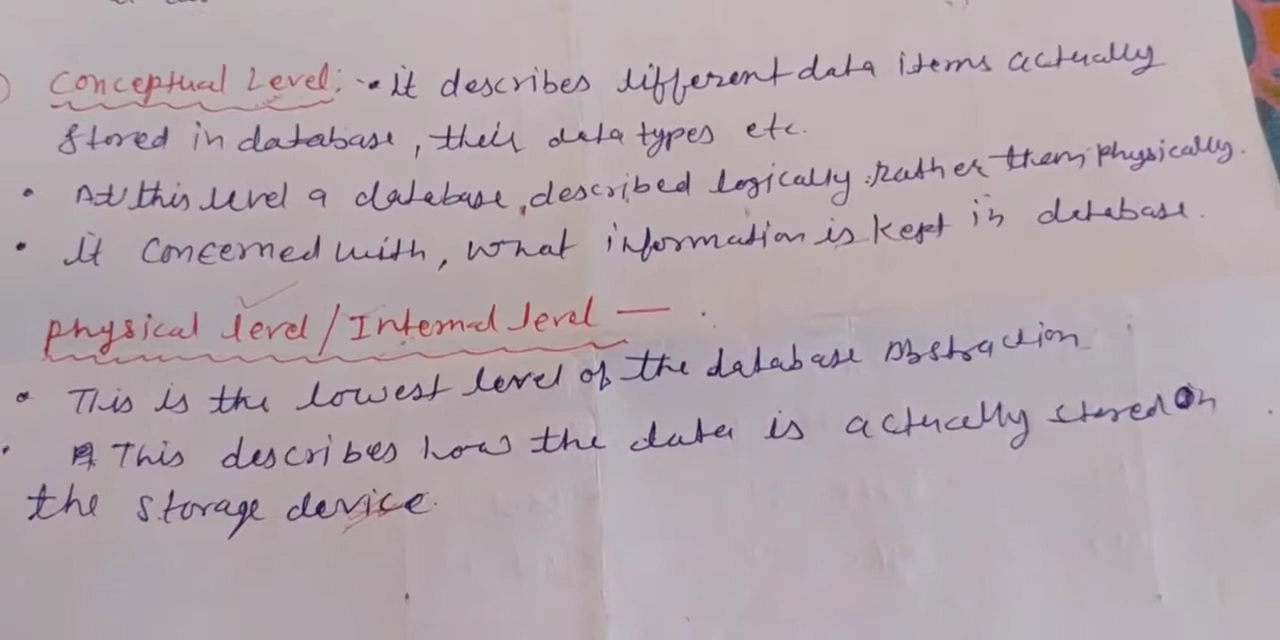 Conceptual Level:- • it describes different data items actually
stored in database, their data types etc.
• At this level a database, described logically rather them physically.
• it concerned with, what information is kept in database.
physical level / Internal level —
• This is the lowest level of the database Abstraction
• This describes how the data is actually stored on
the storage device.